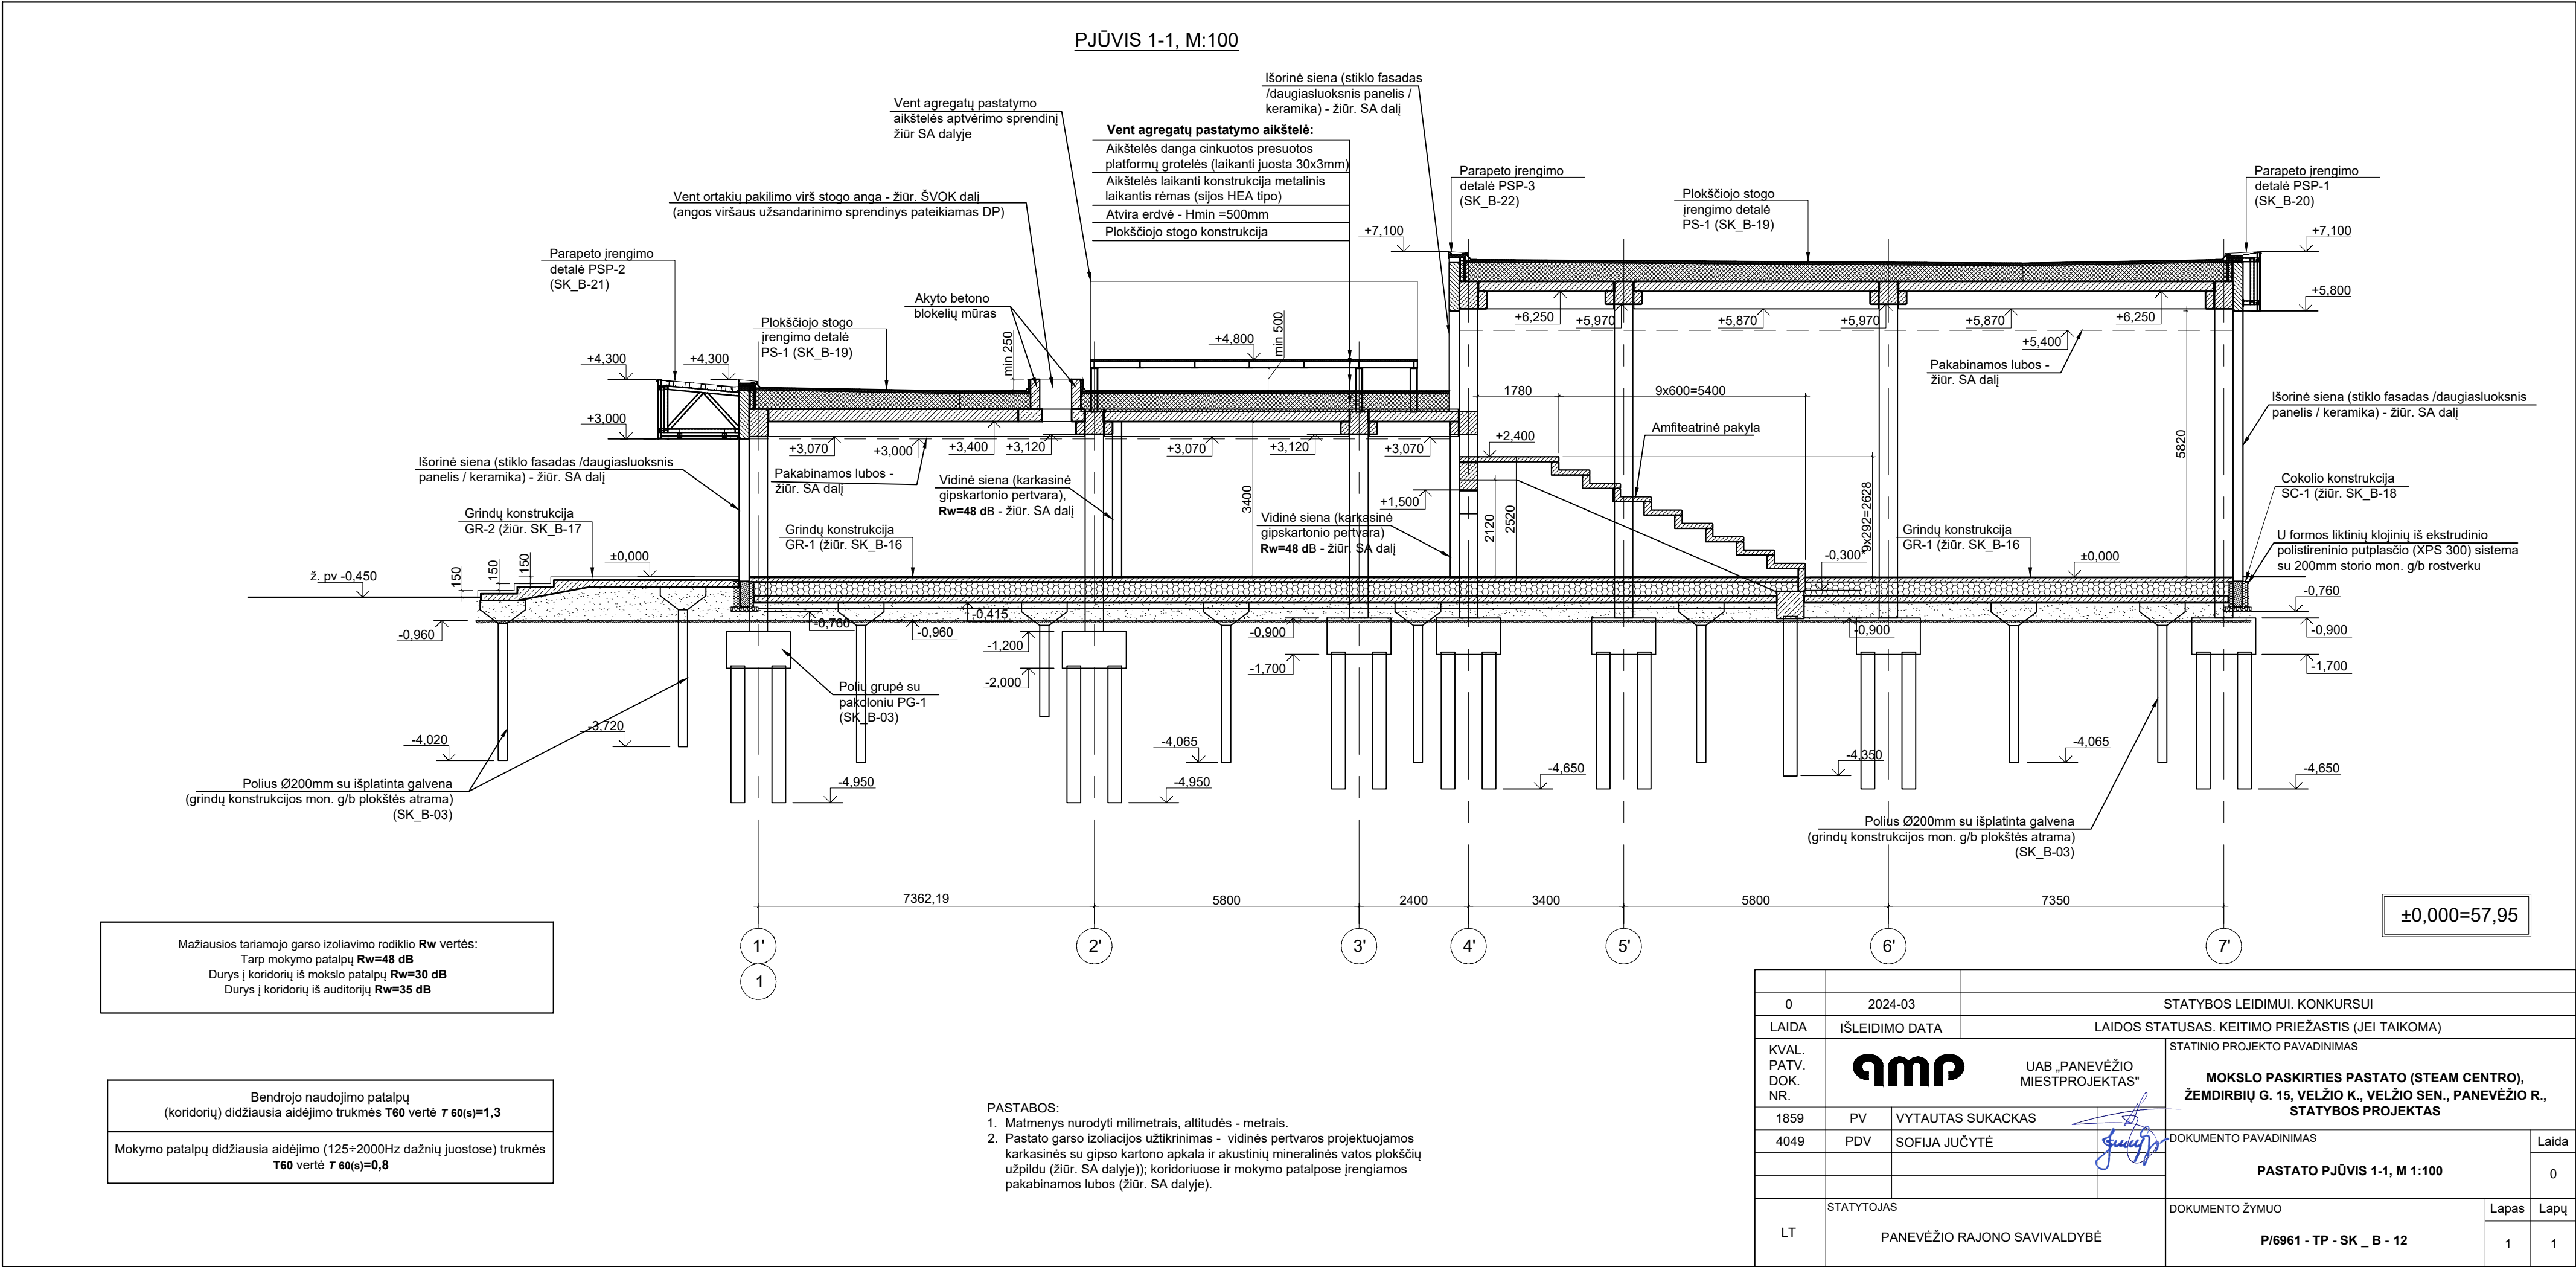 PJŪVIS 1-1, M:100
Išorinė siena (stiklo fasadas
/daugiasluoksnis panelis /
keramika) - žiūr. SA dalį
Vent agregatų pastatymo
aikštelės aptvėrimo sprendinį
žiūr SA dalyje
Vent agregatų pastatymo aikštelė:
Aikštelės danga cinkuotos presuotos
platformų grotelės (laikanti juosta 30x3mm)
Aikštelės laikanti konstrukcija metalinis
laikantis rėmas (sijos HEA tipo)
Atvira erdvė - Hmin =500mm
Plokščiojo stogo konstrukcija
Vent ortakių pakilimo virš stogo anga - žiūr. ŠVOK dalį
(angos viršaus užsandarinimo sprendinys pateikiamas DP)
Parapeto įrengimo
detalė PSP-3
(SK_B-22)
Plokščiojo stogo
įrengimo detalė
PS-1 (SK_B-19)
Parapeto įrengimo
detalė PSP-1
(SK_B-20)
Parapeto įrengimo
detalė PSP-2
(SK_B-21)
Akyto betono
blokelių mūras
Plokščiojo stogo
įrengimo detalė
PS-1 (SK_B-19)
+7,100
+7,100
+5,800
+6,250
+5,970
+5,870
+5,970
+5,870
+6,250
+5,400
Pakabinamos lubos -
žiūr. SA dalį
+4,300
+4,300
min 250
+4,800
min 500
+3,000
1780
9x600=5400
Išorinė siena (stiklo fasadas /daugiasluoksnis
panelis / keramika) - žiūr. SA dalį
+3,070
+3,000
+3,400
+3,120
+3,070
+3,120
+3,070
+2,400
Amfiteatrinė pakyla
5820
Išorinė siena (stiklo fasadas /daugiasluoksnis
panelis / keramika) - žiūr. SA dalį
Pakabinamos lubos -
žiūr. SA dalį
Vidinė siena (karkasinė
gipskartonio pertvara),
Rw=48 dB - žiūr. SA dalį
3400
+1,500
2120
2520
9x292=2628
Cokolio konstrukcija
SC-1 (žiūr. SK_B-18
Grindų konstrukcija
GR-2 (žiūr. SK_B-17
Grindų konstrukcija
GR-1 (žiūr. SK_B-16
Vidinė siena (karkasinė
gipskartonio pertvara)
Rw=48 dB - žiūr. SA dalį
Grindų konstrukcija
GR-1 (žiūr. SK_B-16
U formos liktinių klojinių iš ekstrudinio
polistireninio putplasčio (XPS 300) sistema
su 200mm storio mon. g/b rostverku
ž. pv -0,450
150
150
150
±0,000
-0,300
±0,000
-0,760
-0,960
-0,760
-0,960
-0,415
-1,200
-2,000
-0,900
-1,700
-0,900
-0,900
-1,700
Polių grupė su
pakoloniu PG-1
(SK_B-03)
-4,020
-3,720
-4,065
-4,350
-4,065
-4,950
-4,950
-4,650
-4,650
Polius Ø200mm su išplatinta galvena
(grindų konstrukcijos mon. g/b plokštės atrama)
(SK_B-03)
Polius Ø200mm su išplatinta galvena
(grindų konstrukcijos mon. g/b plokštės atrama)
(SK_B-03)
7362,19
5800
2400
3400
5800
7350
1'
2'
3'
4'
5'
6'
7'
1
±0,000=57,95
Mažiausios tariamojo garso izoliavimo rodiklio Rw vertės:
Tarp mokymo patalpų Rw=48 dB
Durys į koridorių iš mokslo patalpų Rw=30 dB
Durys į koridorių iš auditorijų Rw=35 dB
Bendrojo naudojimo patalpų
(koridorių) didžiausia aidėjimo trukmės T60 vertė T 60(s)=1,3
Mokymo patalpų didžiausia aidėjimo (125÷2000Hz dažnių juostose) trukmės
T60 vertė T 60(s)=0,8
PASTABOS:
1. Matmenys nurodyti milimetrais, altitudės - metrais.
2. Pastato garso izoliacijos užtikrinimas - vidinės pertvaros projektuojamos
karkasinės su gipso kartono apkala ir akustinių mineralinės vatos plokščių
užpildu (žiūr. SA dalyje)); koridoriuose ir mokymo patalpose įrengiamos
pakabinamos lubos (žiūr. SA dalyje).
0 2024-03 STATYBOS LEIDIMUI. KONKURSUI
LAIDA IŠLEIDIMO DATA LAIDOS STATUSAS. KEITIMO PRIEŽASTIS (JEI TAIKOMA)
KVAL.
PATV.
DOK.
NR.
amp
UAB „PANEVĖŽIO
MIESTPROJEKTAS"
STATINIO PROJEKTO PAVADINIMAS
MOKSLO PASKIRTIES PASTATO (STEAM CENTRO),
ŽEMDIRBIŲ G. 15, VELŽIO K., VELŽIO SEN., PANEVĖŽIO R.,
STATYBOS PROJEKTAS
1859 PV VYTAUTAS SUKACKAS
4049 PDV SOFIJA JUČYTĖ
DOKUMENTO PAVADINIMAS
Laida
PASTATO PJŪVIS 1-1, M 1:100
0
LT
STATYTOJAS
PANEVĖŽIO RAJONO SAVIVALDYBĖ
DOKUMENTO ŽYMUO
Lapas Lapų
P/6961 - TP - SK _ B - 12
1 1